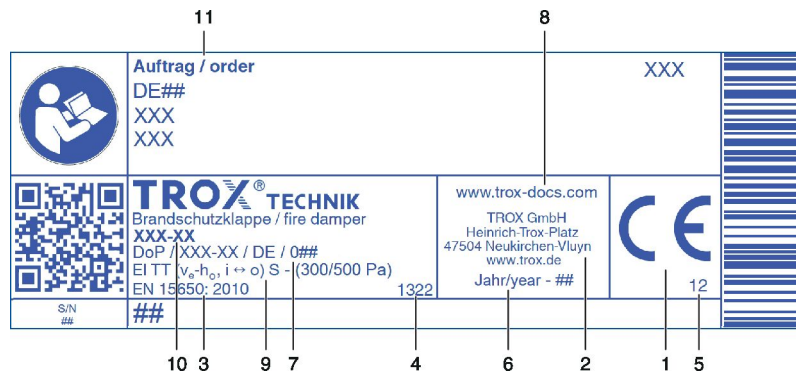 11
8
Auftrag / order
XXX
DE##
XXX
XXX
TROX® TECHNIK
Brandschutzklappe / fire damper
XXX-XX
DoP / XXX-XX / DE / 0##
EI TT (vₑ-hₒ, i ↔ o) S - (300/500 Pa)
EN 15650: 2010
1322
www.trox-docs.com
TROX GmbH
Heinrich-Trox-Platz
47504 Neukirchen-Vluyn
www.trox.de
Jahr/year - ##
CE
12
S/N
##
##
10 3 9 7 4 6 2 1 5